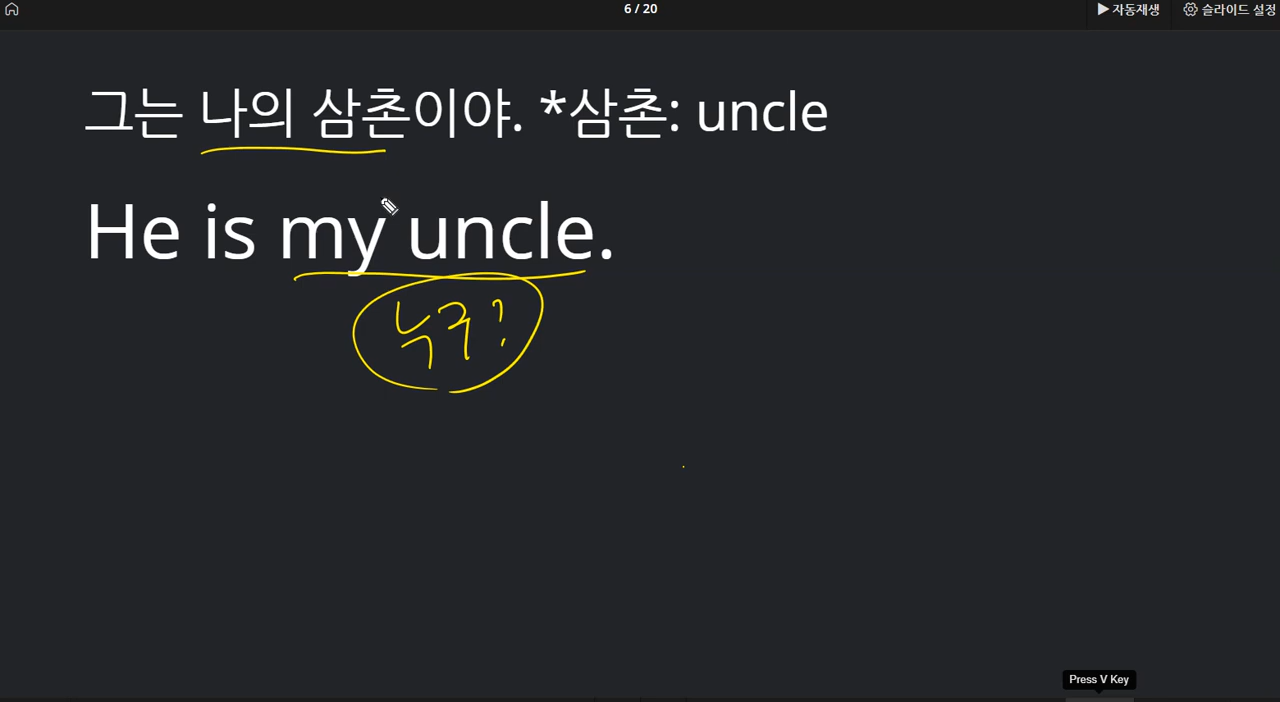 6 / 20
자동재생
슬라이드 설정
그는 나의 삼촌이야. *삼촌: uncle
He is my uncle.
누구?
Press V Key